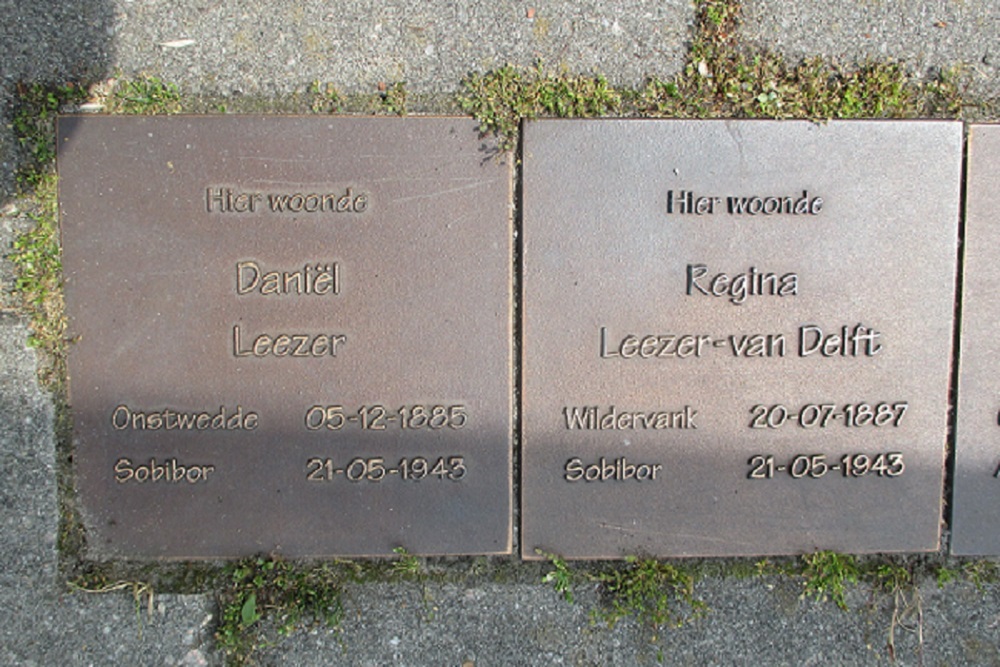 Hier woonde
Daniël
Leezer
Onstwedde 05-12-1885
Sobibor 21-05-1943
Hier woonde
Regina
Leezer-van Delft
Wildervank 20-07-1887
Sobibor 21-05-1943